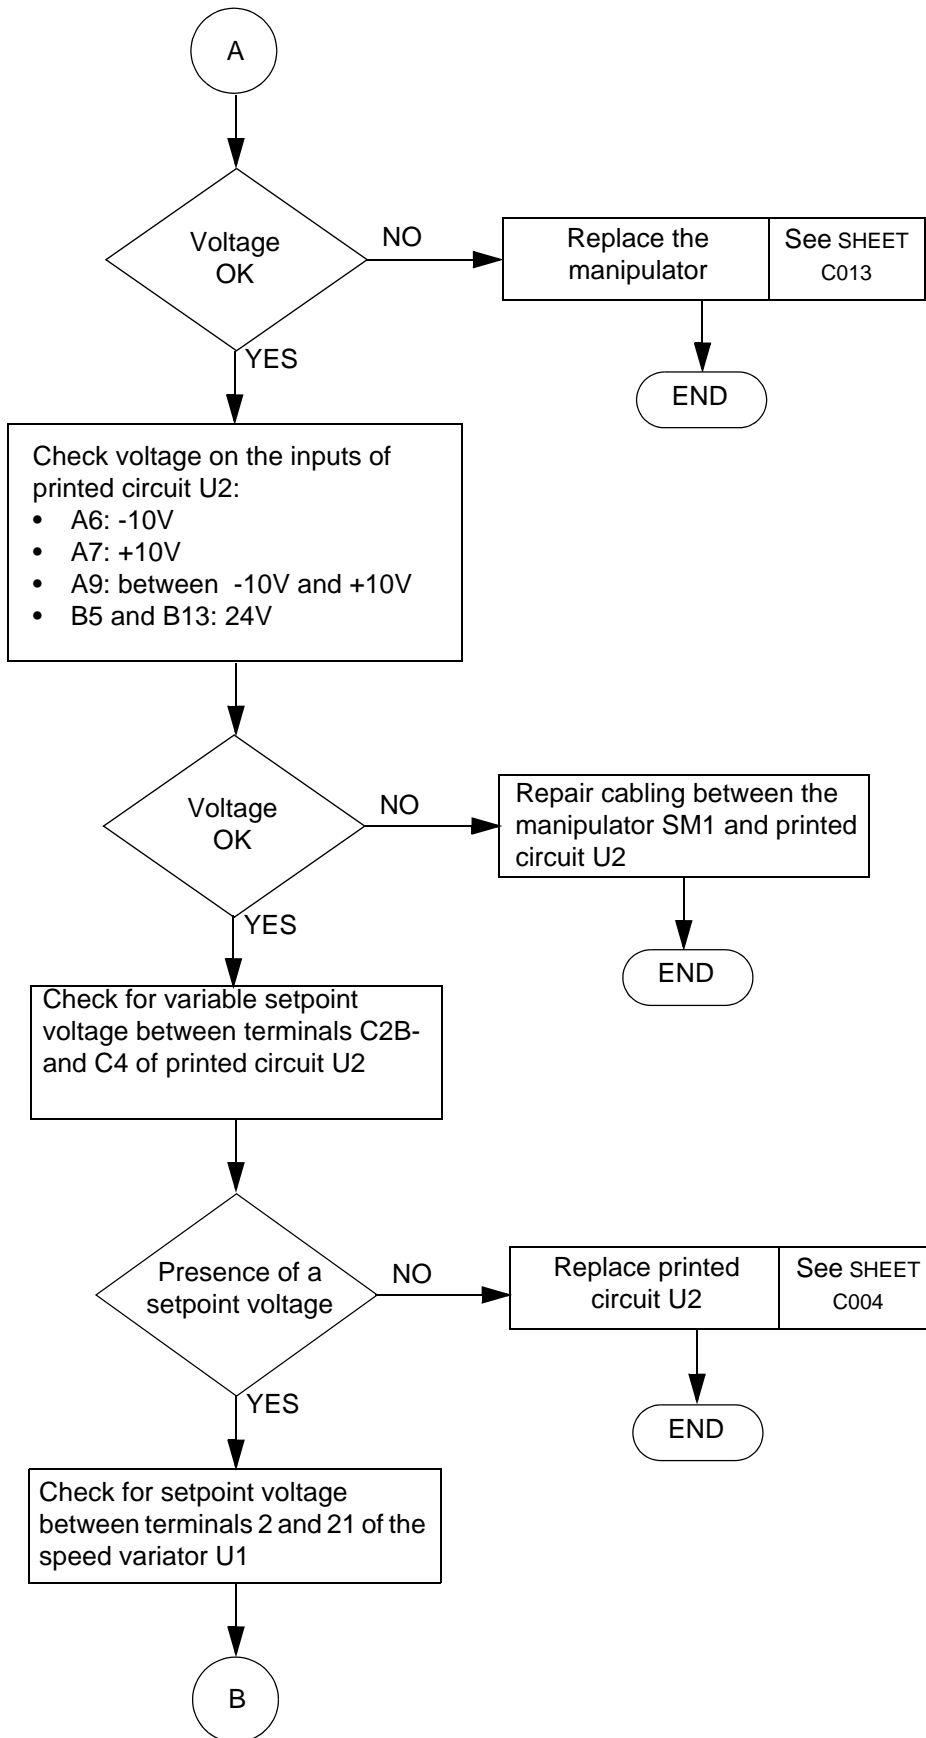 A
Voltage
OK
NO
Replace the
manipulator
See SHEET
C013
END
YES
Check voltage on the inputs of
printed circuit U2:
• A6: -10V
• A7: +10V
• A9: between -10V and +10V
• B5 and B13: 24V
Voltage
OK
NO
Repair cabling between the
manipulator SM1 and printed
circuit U2
END
YES
Check for variable setpoint
voltage between terminals C2B-
and C4 of printed circuit U2
Presence of a
setpoint voltage
NO
Replace printed
circuit U2
See SHEET
C004
END
YES
Check for setpoint voltage
between terminals 2 and 21 of the
speed variator U1
B